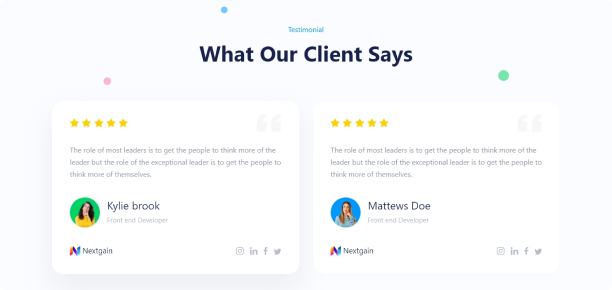 Testimonial
What Our Client Says
The role of most leaders is to get the people to think more of the
leader but the role of the exceptional leader is to get the people to
think more of themselves.
Kylie brook
Front end Developer
Nextgain
The role of most leaders is to get the people to think more of the
leader but the role of the exceptional leader is to get the people to
think more of themselves.
Mattews Doe
Front end Developer
Nextgain